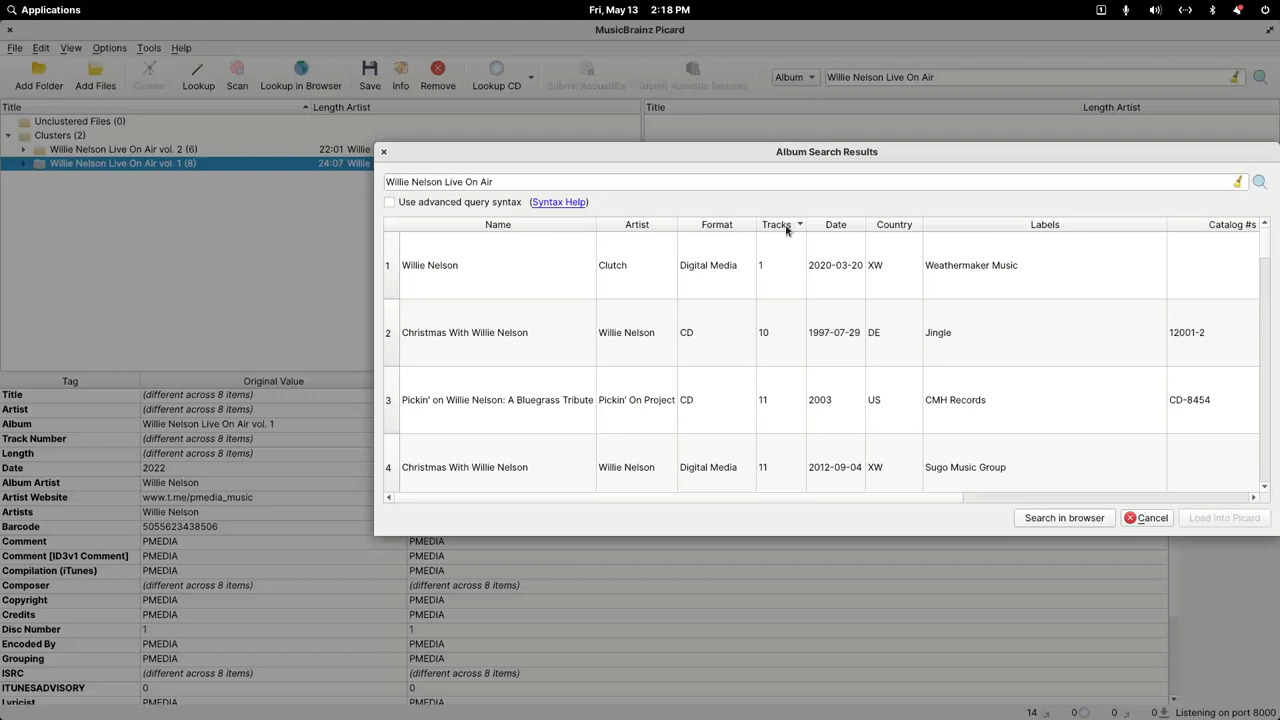 Applications
Fri, May 13 2:18 PM
1
MusicBrainz Picard
File Edit View Options Tools Help
Add Folder Add Files Cluster Lookup Scan Lookup in Browser Save Info Remove Lookup CD Submit AcoustIDs Submit Acoustic features Album Willie Nelson Live On Air
Title Length Artist Title Length Artist
Unclustered Files (0)
Clusters (2)
Willie Nelson Live On Air vol. 2 (6) 22:01 Willie
Willie Nelson Live On Air vol. 1 (8) 24:07 Willie
Album Search Results
Willie Nelson Live On Air
Use advanced query syntax (Syntax Help)
Name Artist Format Tracks Date Country Labels Catalog #s
1 Willie Nelson Clutch Digital Media 1 2020-03-20 XW Weathermaker Music
2 Christmas With Willie Nelson Willie Nelson CD 10 1997-07-29 DE Jingle 12001-2
3 Pickin' on Willie Nelson: A Bluegrass Tribute Pickin’ On Project CD 11 2003 US CMH Records CD-8454
4 Christmas With Willie Nelson Willie Nelson Digital Media 11 2012-09-04 XW Sugo Music Group
Search in browser Cancel Load into Picard
Tag Original Value
Title (different across 8 items)
Artist (different across 8 items)
Album Willie Nelson Live On Air vol. 1
Track Number (different across 8 items)
Length (different across 8 items)
Date 2022
Album Artist Willie Nelson
Artist Website www.t.me/pmedia_music
Artists Willie Nelson
Barcode 5055623438506
Comment PMEDIA PMEDIA
Comment [ID3v1 Comment] PMEDIA PMEDIA
Compilation (iTunes) PMEDIA PMEDIA
Composer (different across 8 items) (different across 8 items)
Copyright PMEDIA PMEDIA
Credits PMEDIA PMEDIA
Disc Number 1 1
Encoded By PMEDIA PMEDIA
Grouping PMEDIA PMEDIA
ISRC (different across 8 items) (different across 8 items)
ITUNESADVISORY 0 0
Lyricist PMEDIA PMEDIA
14 0 0 0 Listening on port 8000